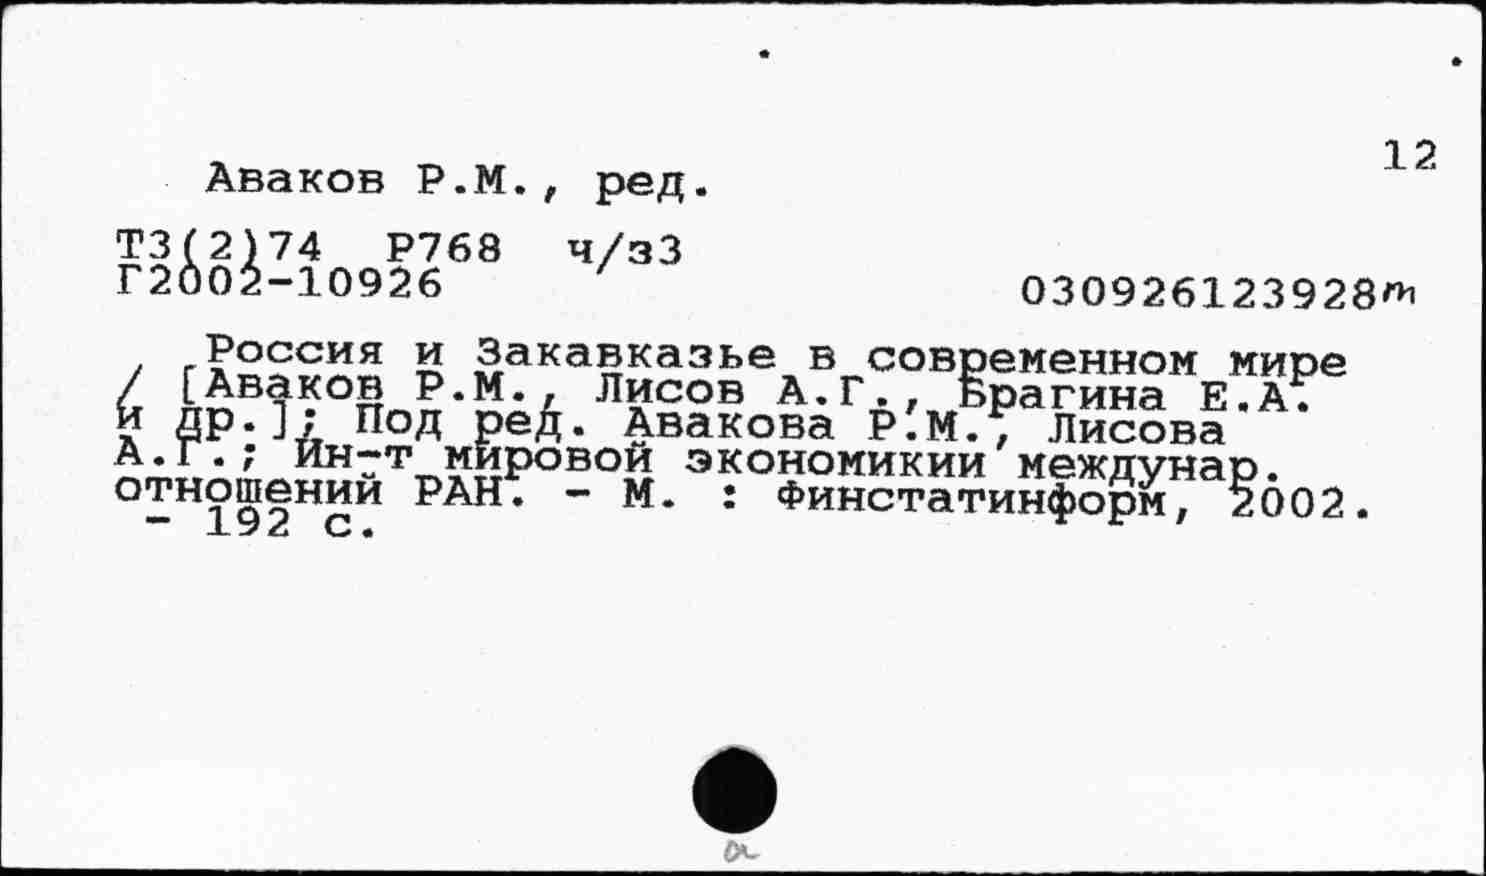 12
Аваков Р.М., ред.
Т3(2)74 Р768 ч/з3
Г2002-10926
030926123928m
Россия и Закавказье в современном мире
/ [Аваков Р.М., Лисов А.Г., Брагина Е.А.
и др.]; Под ред. Авакова Р.М., Лисова
А.Г.; Ин-т мировой экономикии междунар.
отношений РАН. - М. : Финстатинформ, 2002.
- 192 с.